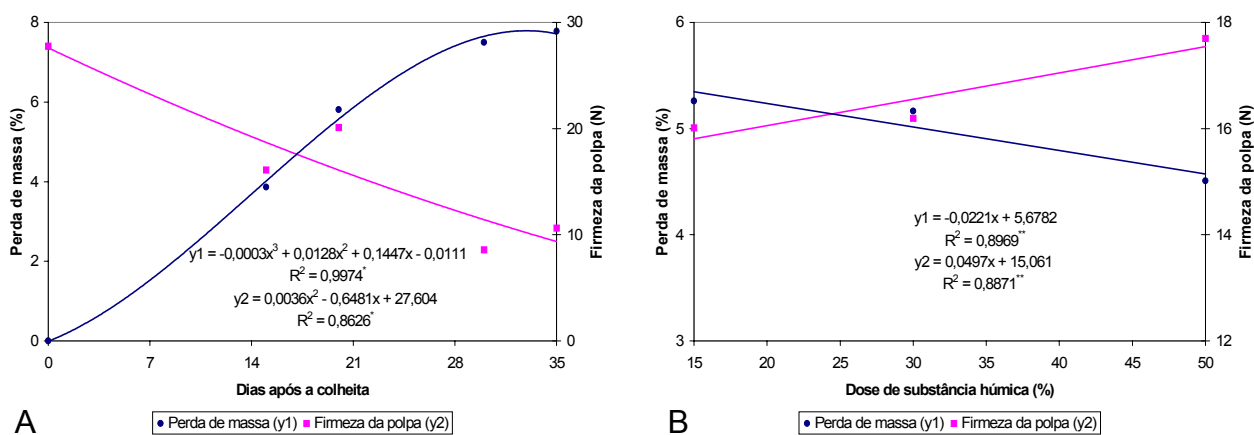 8
6
4
2
0
Perda de massa (%)
30
20
10
0
Firmeza da polpa (N)
y1 = -0,0003x³ + 0,0128x² + 0,1447x - 0,0111
R² = 0,9974*
y2 = 0,0036x² - 0,6481x + 27,604
R² = 0,8626*
0 7 14 21 28 35
Dias após a colheita
A
Perda de massa (y1) Firmeza da polpa (y2)
6
5
4
3
Perda de massa (%)
18
16
14
12
Firmeza da polpa (N)
y1 = -0,0221x + 5,6782
R² = 0,8969**
y2 = 0,0497x + 15,061
R² = 0,8871**
15 20 25 30 35 40 45 50
Dose de substância húmica (%)
B
Perda de massa (y1) Firmeza da polpa (y2)